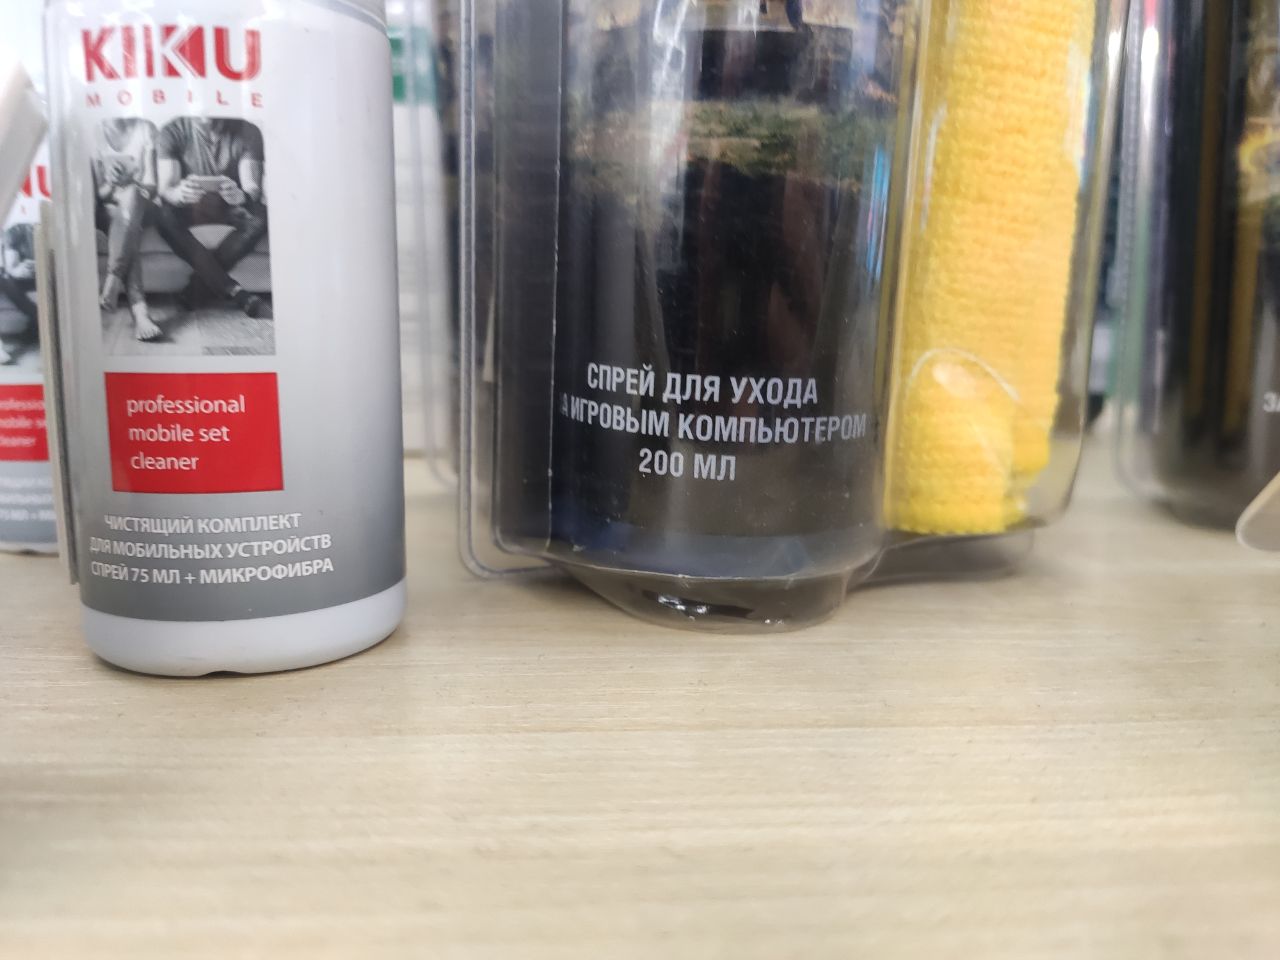 KIKU
MOBILE
professional
mobile set
cleaner
ЧИСТЯЩИЙ КОМПЛЕКТ
ДЛЯ МОБИЛЬНЫХ УСТРОЙСТВ
СПРЕЙ 75 МЛ + МИКРОФИБРА
СПРЕЙ ДЛЯ УХОДА
А ИГРОВЫМ КОМПЬЮТЕРОМ
200 МЛ